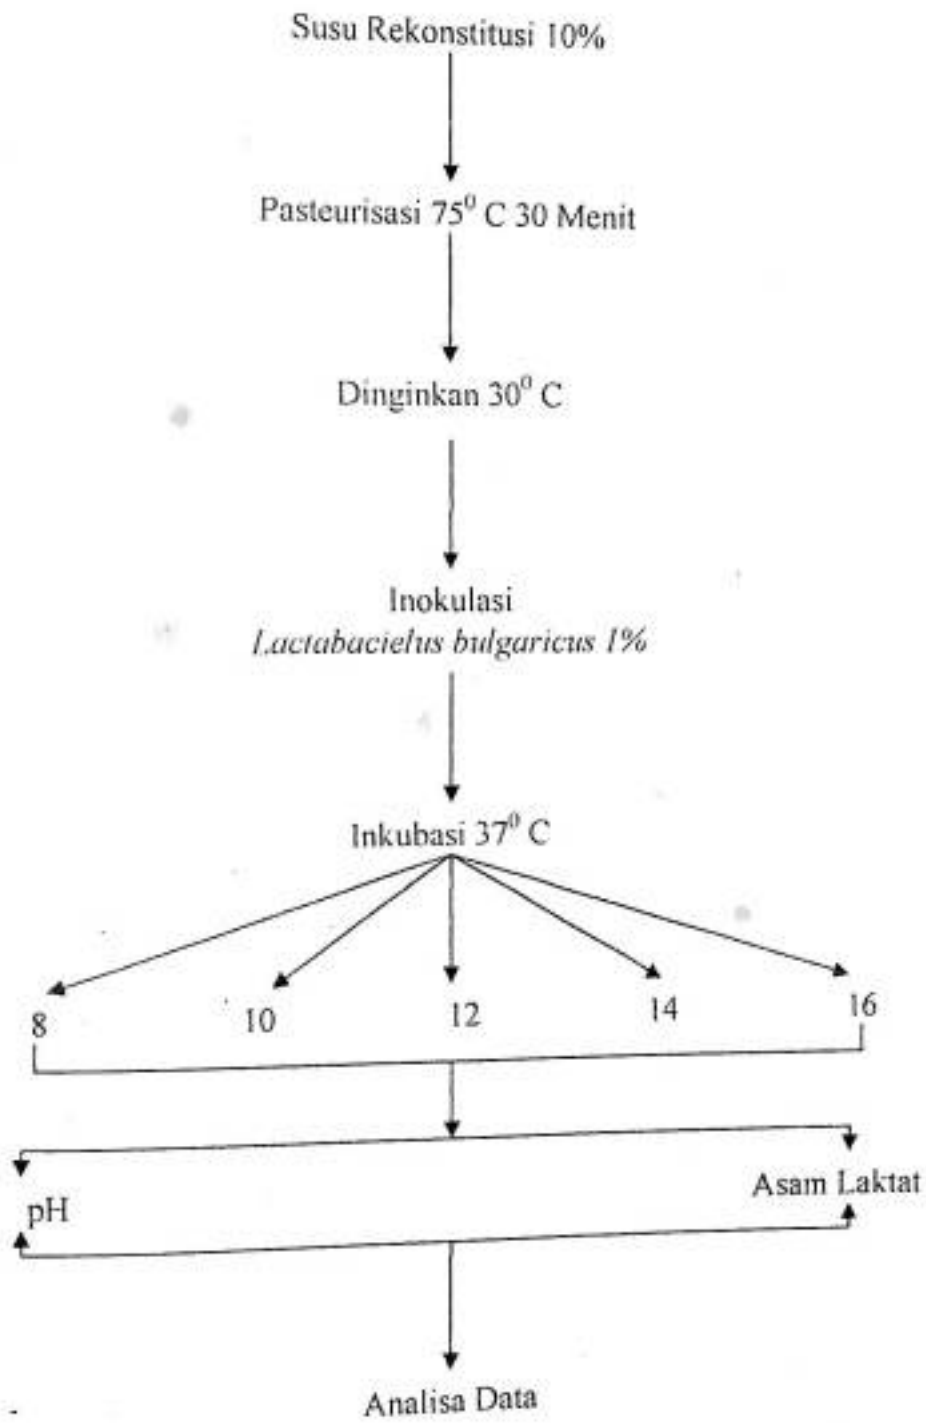 Susu Rekonstitusi 10%
Pasteurisasi 75⁰ C 30 Menit
Dinginkan 30⁰ C
Inokulasi
Lactabacielus bulgaricus 1%
Inkubasi 37⁰ C
8 10 12 14 16
pH Asam Laktat
Analisa Data